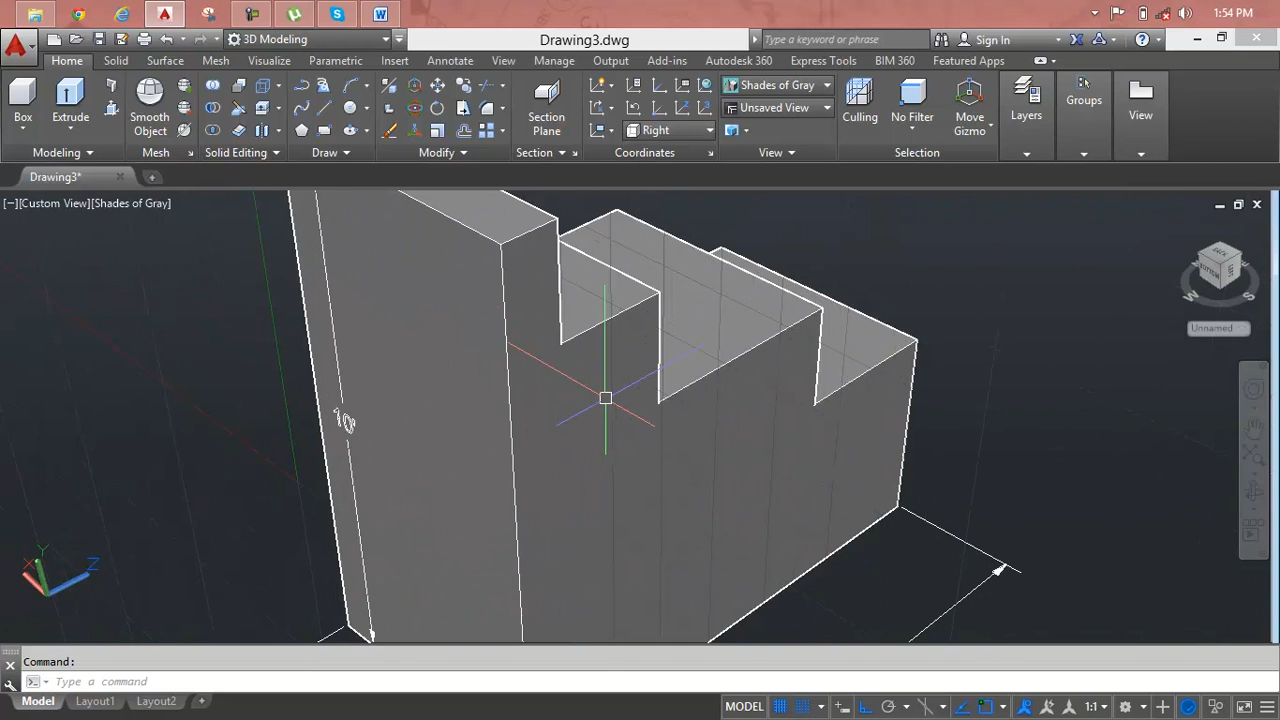 1:54 PM
3D Modeling
Drawing3.dwg
Type a keyword or phrase
Sign In
Home Solid Surface Mesh Visualize Parametric Insert Annotate View Manage Output Add-ins Autodesk 360 Express Tools BIM 360 Featured Apps
Box
Extrude
Smooth Object
Section Plane
Shades of Gray
Unsaved View
Right
Culling
No Filter
Move Gizmo
Layers
Groups
View
Modeling
Mesh
Solid Editing
Draw
Modify
Section
Coordinates
View
Selection
Drawing3*
[−][Custom View][Shades of Gray]
BOTTOM
W
S
Unnamed
10
Y
X
Z
Command:
Type a command
Model Layout1 Layout2
MODEL
1:1